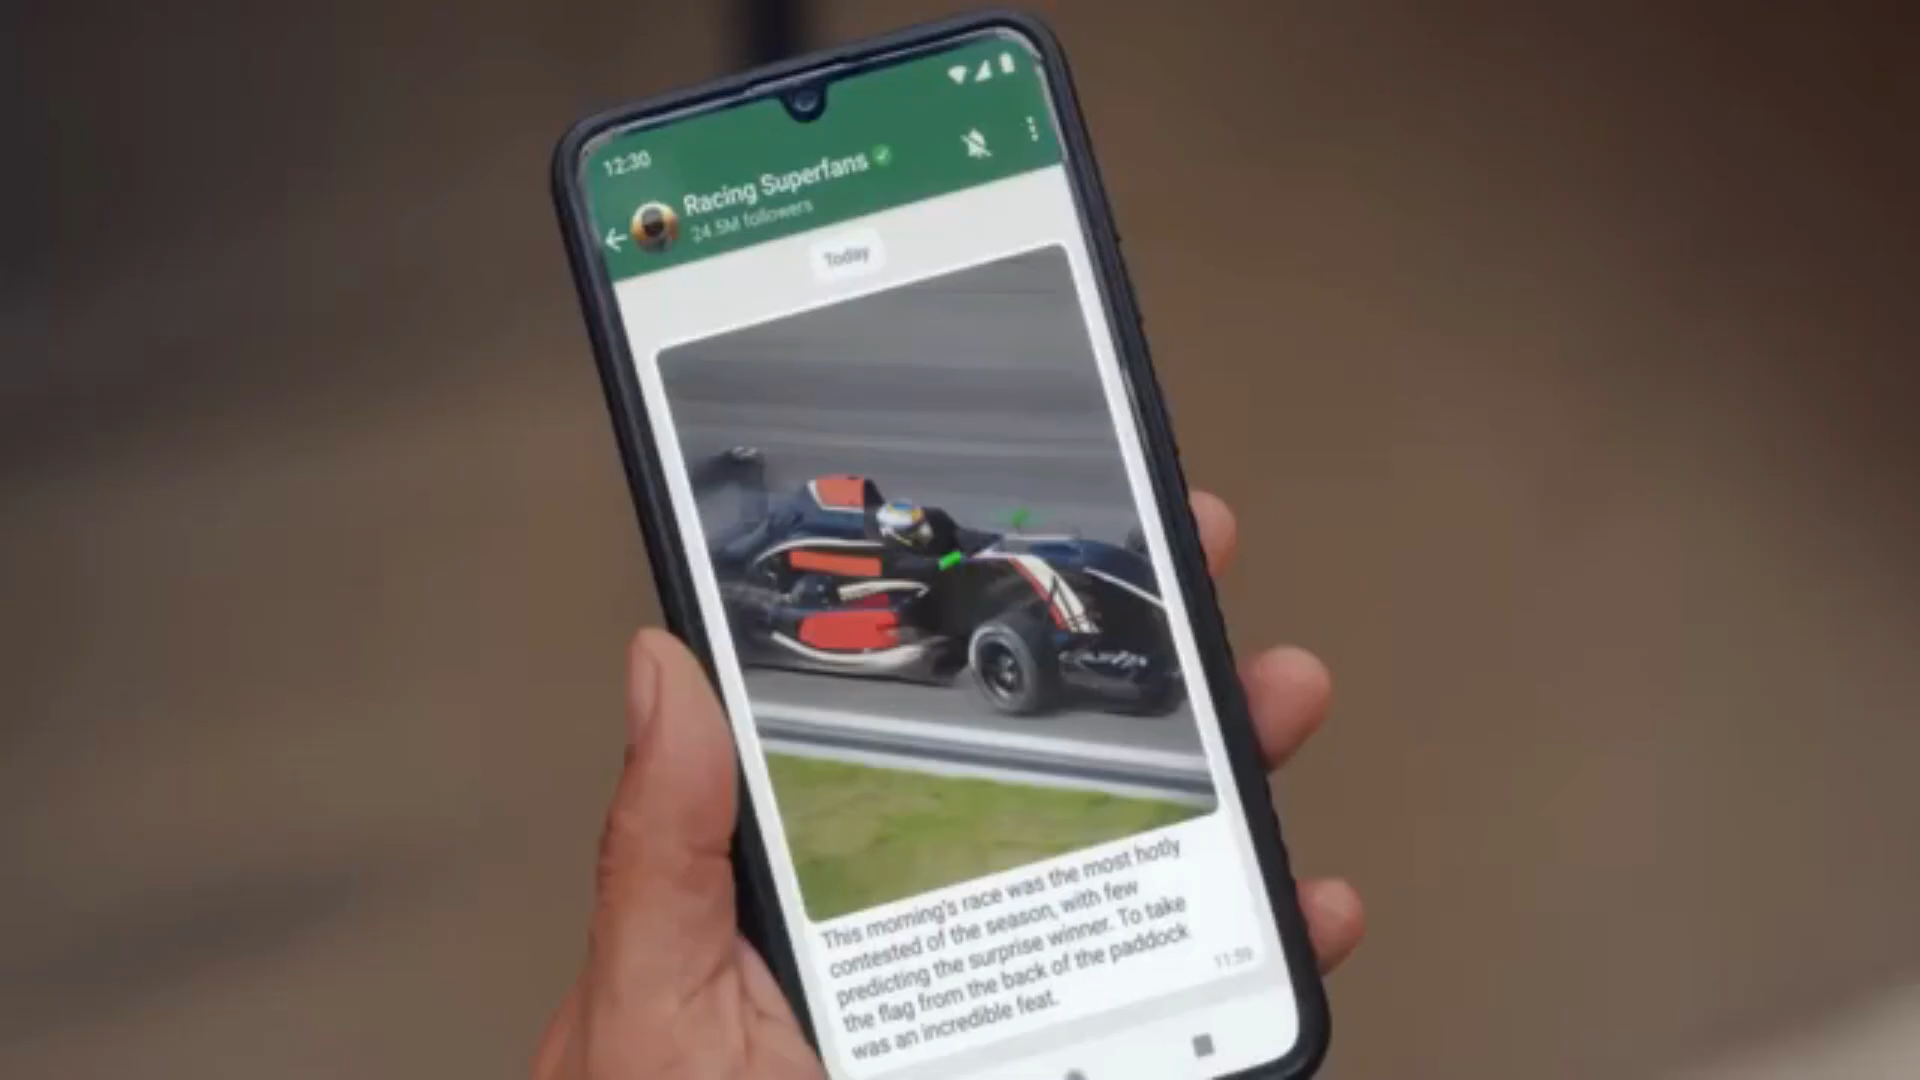 12:30
Racing Superfans
24.5M followers
Today
This morning's race was the most hotly
contested of the season, with few
predicting the surprise winner. To take
the flag from the back of the paddock
was an incredible feat.
11:59